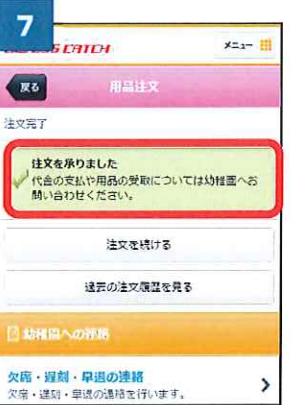 7
CATCH
メニュー
戻る
用品注文
注文完了
注文を承りました
代金の支払や用品の受取については幼稚園へお
問い合わせください。
注文を続ける
過去の注文履歴を見る
幼稚園への連絡
欠席・遅刻・早退の連絡
欠席・遅刻・早退の連絡を行います。